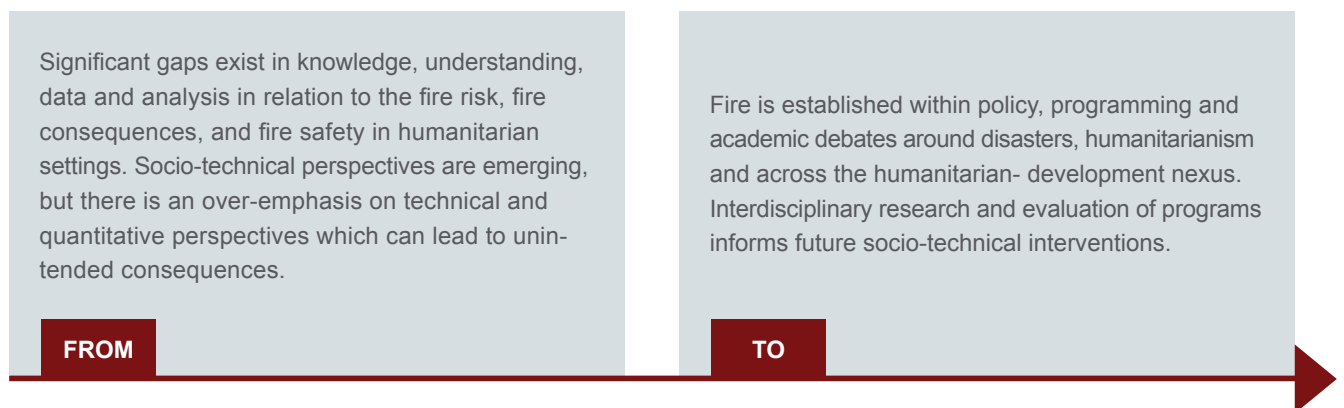 Significant gaps exist in knowledge, understanding,
data and analysis in relation to the fire risk, fire
consequences, and fire safety in humanitarian
settings. Socio-technical perspectives are emerging,
but there is an over-emphasis on technical and
quantitative perspectives which can lead to unin-
tended consequences.
FROM
Fire is established within policy, programming and
academic debates around disasters, humanitarianism
and across the humanitarian- development nexus.
Interdisciplinary research and evaluation of programs
informs future socio-technical interventions.
TO